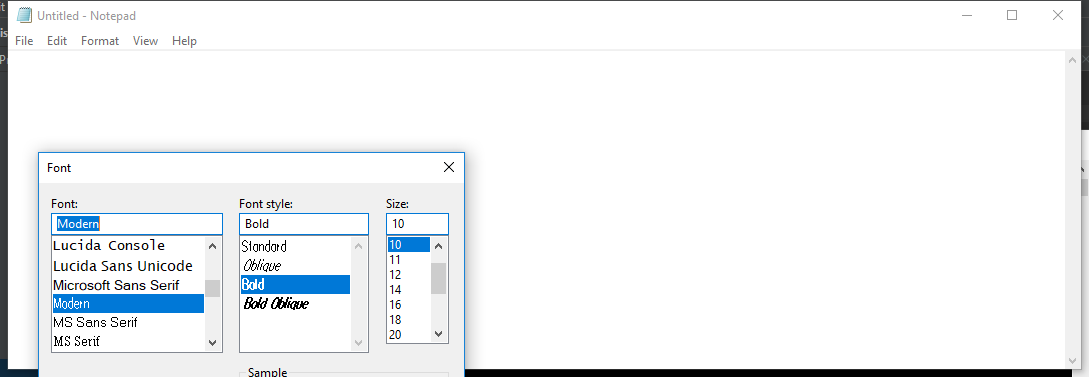 Untitled - Notepad
File Edit Format View Help
Font
Font: Font style: Size:
Modern Bold 10
Lucida Console Standard 10
Lucida Sans Unicode Oblique 11
Microsoft Sans Serif Bold 12
Modern Bold Oblique 14
MS Sans Serif 16
MS Serif 18
20
Sample